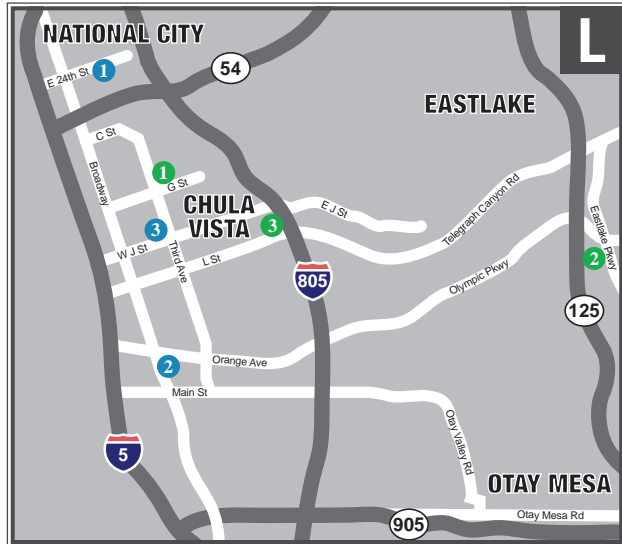 NATIONAL CITY
L
E 24th St
1
54
EASTLAKE
C St
Broadway
1
G St
CHULA
VISTA
3
3
E J St
W J St
Third Ave
L St
Telegraph Canyon Rd
Eastlake Pkwy
2
805
Olympic Pkwy
125
2
Orange Ave
Main St
5
Otay Valley Rd
OTAY MESA
Otay Mesa Rd
905